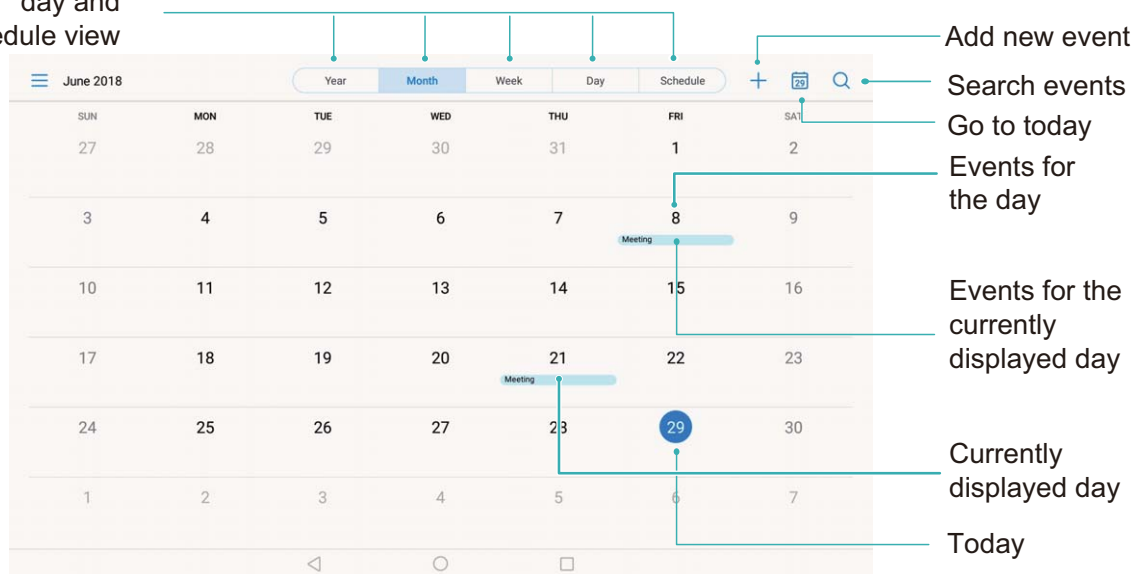 day and
edule view
Add new event
June 2018 Year Month Week Day Schedule 29
Search events
Go to today
SUN MON TUE WED THU FRI SAT
27 28 29 30 31 1 2
Events for
the day
3 4 5 6 7 8 9
Meeting
10 11 12 13 14 15 16
Events for the
currently
displayed day
17 18 19 20 21 22 23
Meeting
24 25 26 27 28 29 30
Currently
displayed day
1 2 3 4 5 6 7
Today